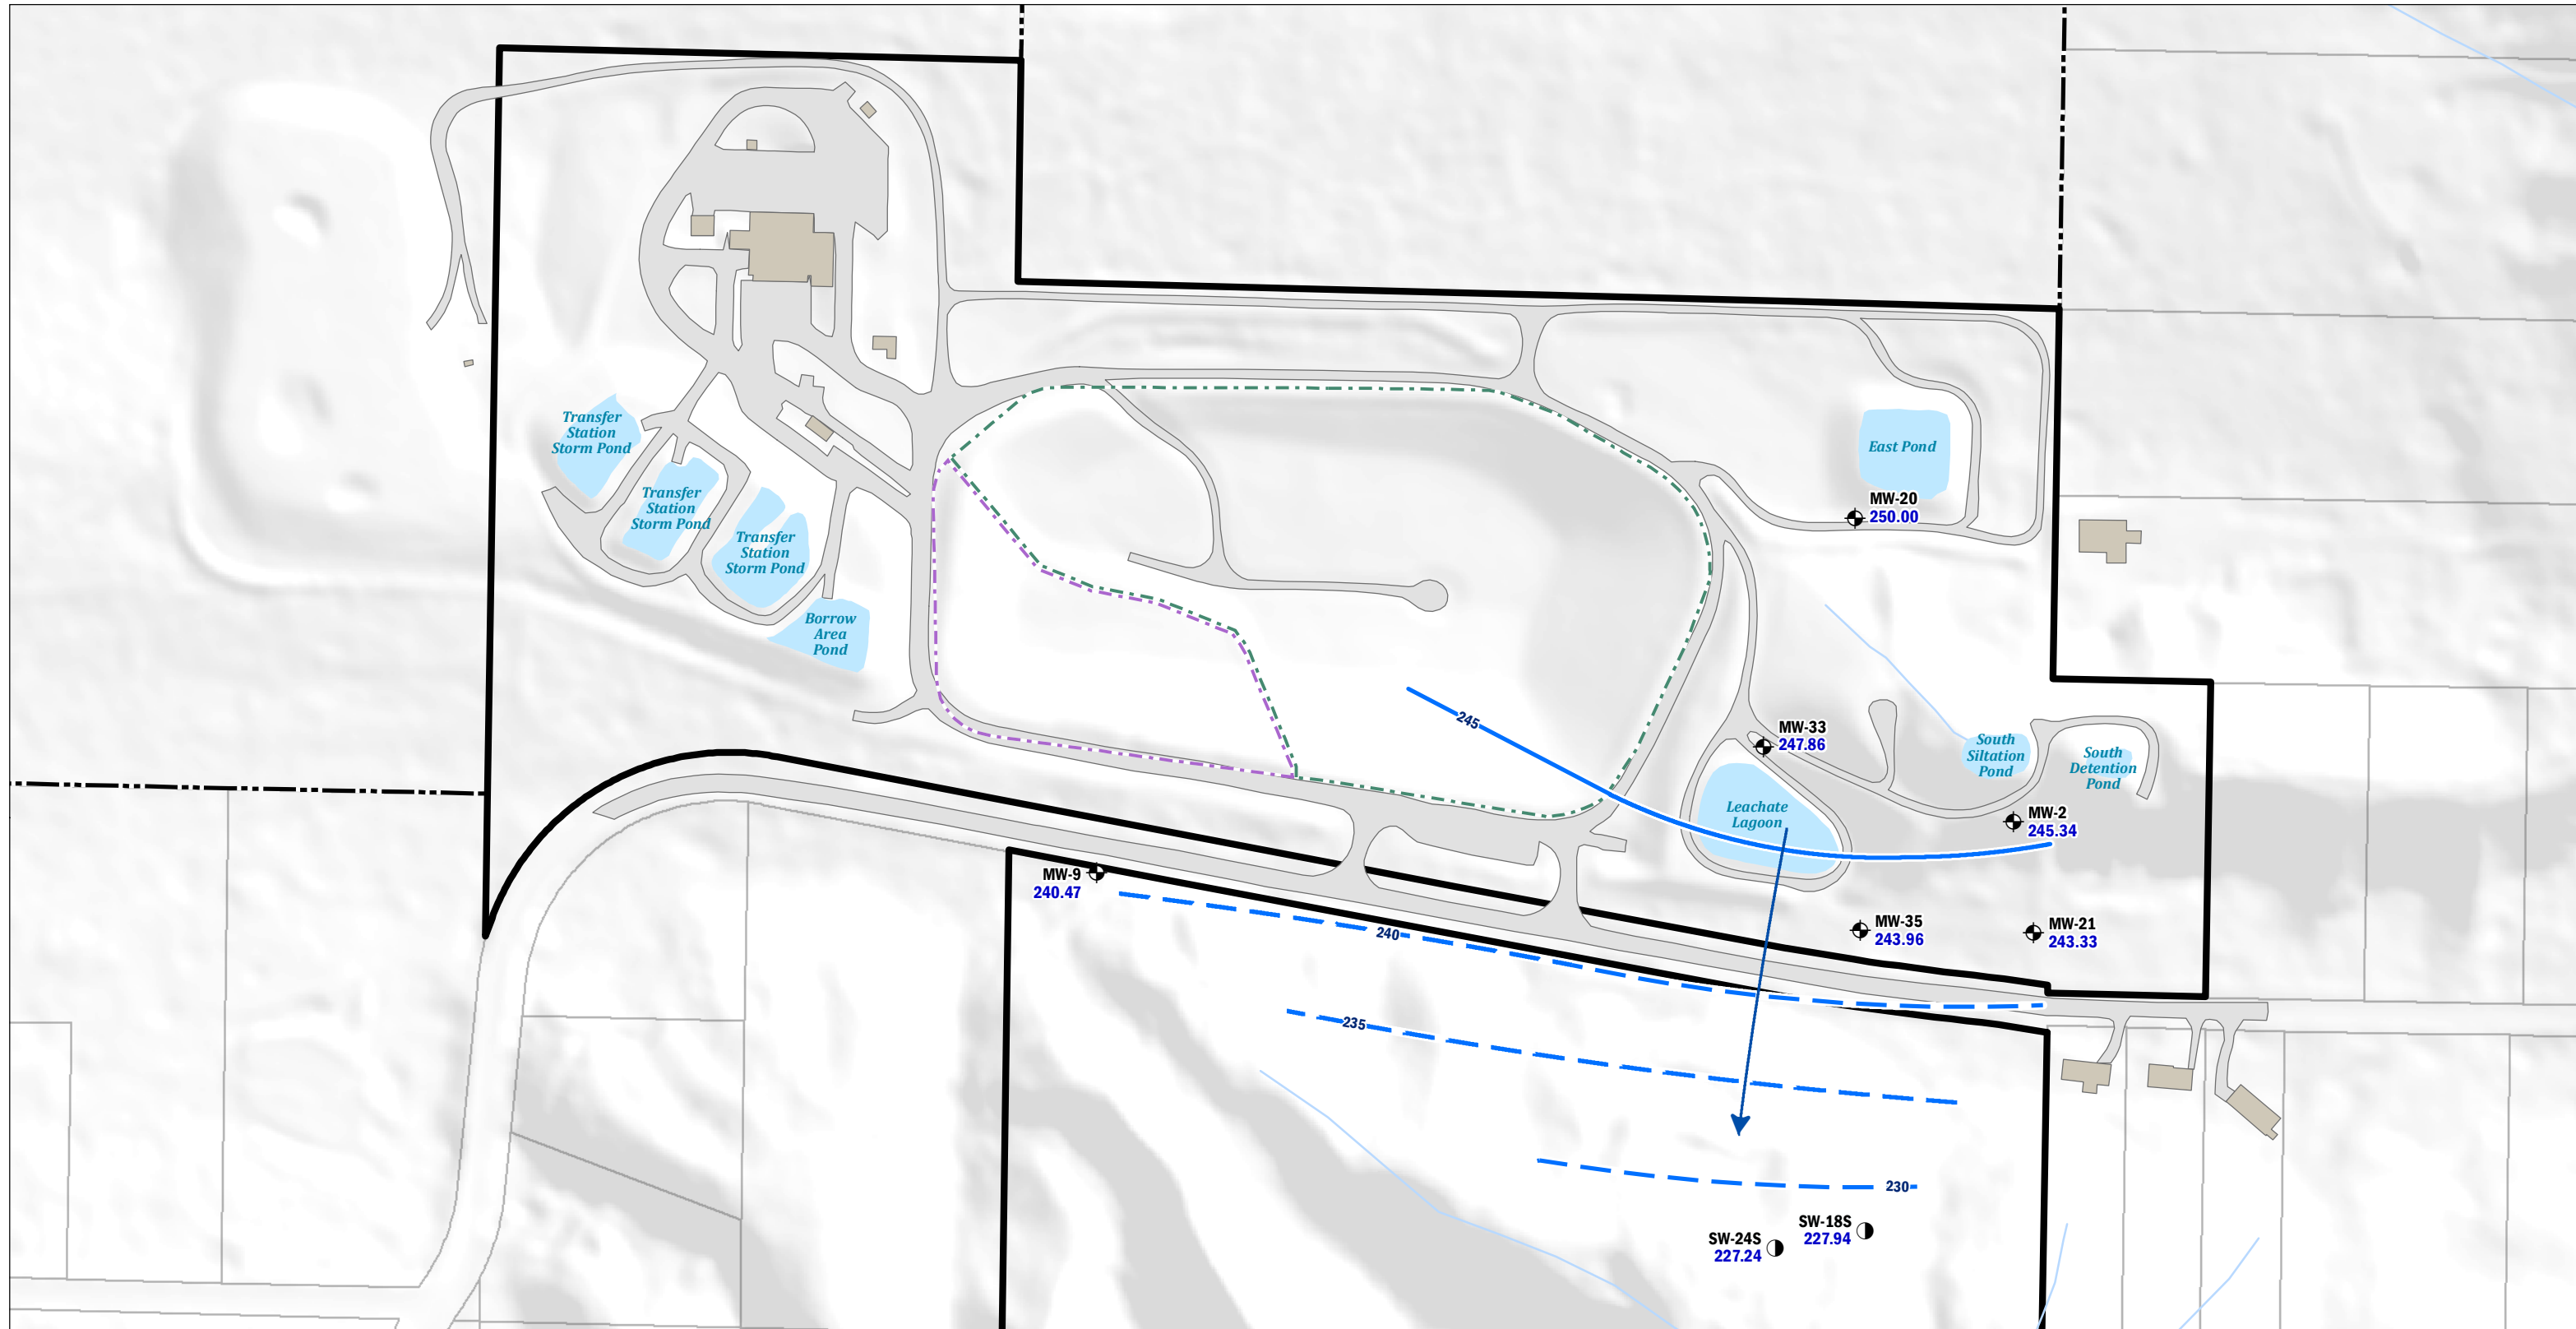 Transfer
Station
Storm Pond
Transfer
Station
Storm Pond
Transfer
Station
Storm Pond
Borrow
Area
Pond
East Pond
MW-20
250.00
245
MW-33
247.86
South
Siltation
Pond
South
Detention
Pond
Leachate
Lagoon
MW-2
245.34
MW-9
240.47
MW-35
243.96
MW-21
243.33
240
235
230
SW-18S
227.94
SW-24S
227.24